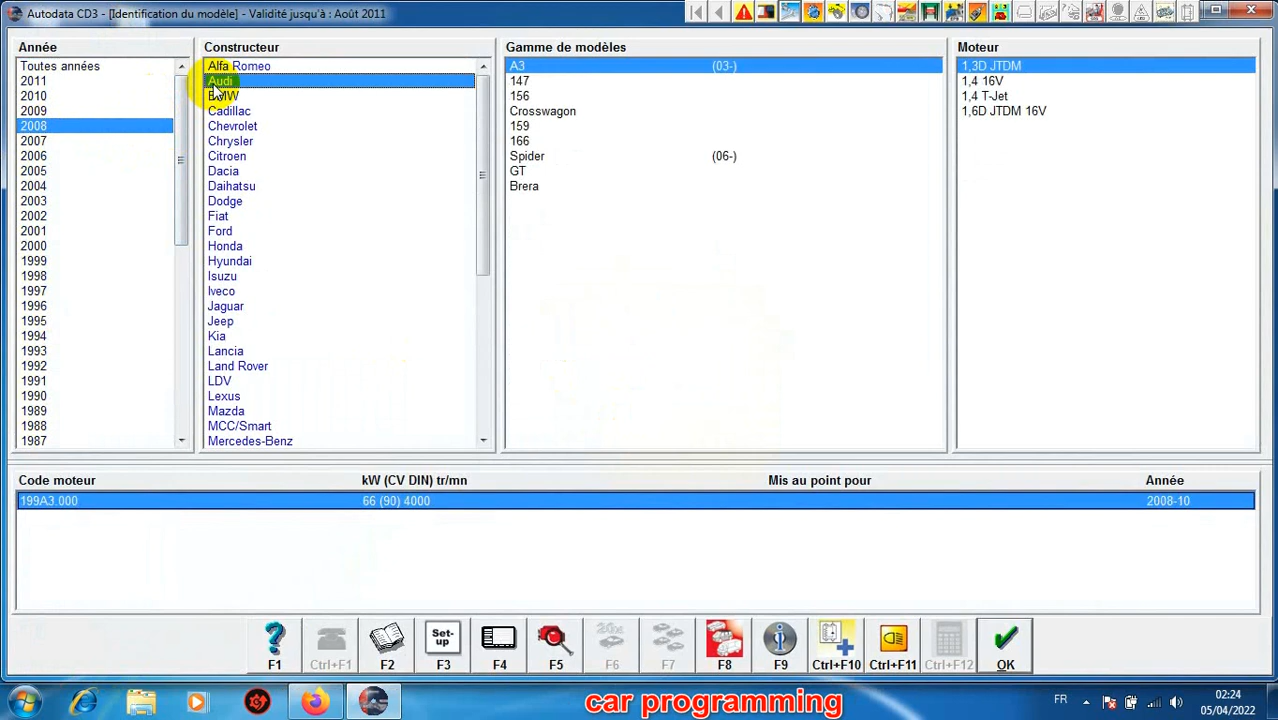 Autodata CD3 - [Identification du modèle] - Validité jusqu'à : Août 2011
Année
Toutes années
2011
2010
2009
2008
2007
2006
2005
2004
2003
2002
2001
2000
1999
1998
1997
1996
1995
1994
1993
1992
1991
1990
1989
1988
1987
Constructeur
Alfa Romeo
Audi
BMW
Cadillac
Chevrolet
Chrysler
Citroen
Dacia
Daihatsu
Dodge
Fiat
Ford
Honda
Hyundai
Isuzu
Iveco
Jaguar
Jeep
Kia
Lancia
Land Rover
LDV
Lexus
Mazda
MCC/Smart
Mercedes-Benz
Gamme de modèles
A3 (03-)
147
156
Crosswagon
159
166
Spider (06-)
GT
Brera
Moteur
1,3D JTDM
1,4 16V
1,4 T-Jet
1,6D JTDM 16V
Code moteur kW (CV DIN) tr/mn Mis au point pour Année
199A3.000 66 (90) 4000 2008-10
Set-up
20x
F1 Ctrl+F1 F2 F3 F4 F5 F6 F7 F8 F9 Ctrl+F10 Ctrl+F11 Ctrl+F12 OK
car programming
FR
02:24
05/04/2022